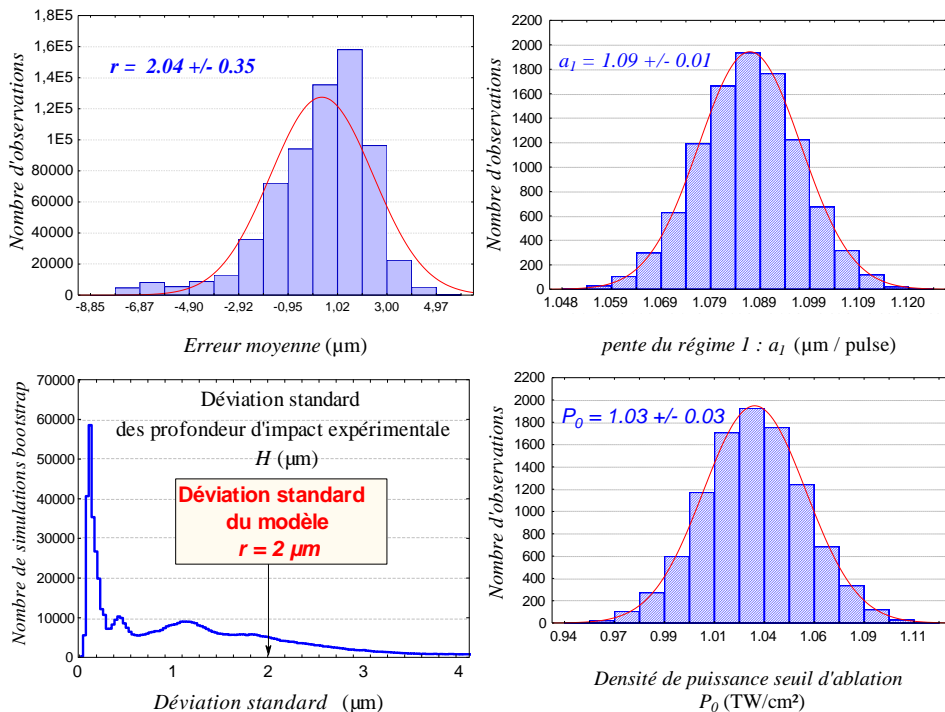 Nombre d'observations
1,8E5
1,6E5
1,4E5
1,2E5
1E5
80000
60000
40000
20000
0
r = 2.04 +/- 0.35
-8,85 -6,87 -4,90 -2,92 -0,95 1,02 3,00 4,97
Erreur moyenne (µm)
Nombre d'observations
2200
2000
1800
1600
1400
1200
1000
800
600
400
200
0
a1 = 1.09 +/- 0.01
1.048 1.059 1.069 1.079 1.089 1.099 1.109 1.120
pente du régime 1 : a1 (µm / pulse)
Nombre de simulations bootstrap
70000
60000
50000
40000
30000
20000
10000
0
Déviation standard
des profondeur d'impact expérimentale
H (µm)
Déviation standard
du modèle
r = 2 µm
0 1 2 3 4
Déviation standard (µm)
Nombre d'observations
2200
2000
1800
1600
1400
1200
1000
800
600
400
200
0
P0 = 1.03 +/- 0.03
0.94 0.97 0.99 1.01 1.04 1.06 1.09 1.11
Densité de puissance seuil d'ablation
P0 (TW/cm²)